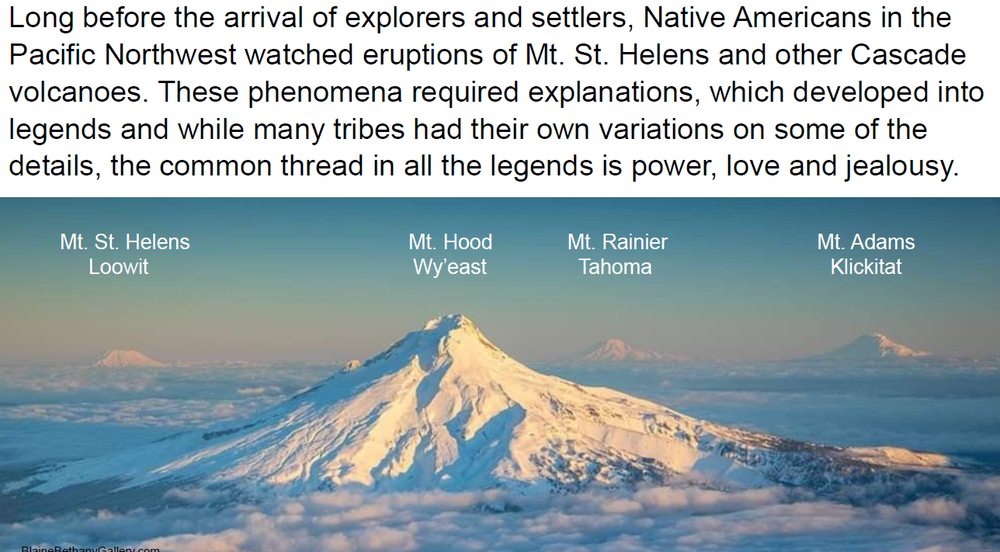 Long before the arrival of explorers and settlers, Native Americans in the
Pacific Northwest watched eruptions of Mt. St. Helens and other Cascade
volcanoes. These phenomena required explanations, which developed into
legends and while many tribes had their own variations on some of the
details, the common thread in all the legends is power, love and jealousy.
Mt. St. Helens
Loowit
Mt. Hood
Wy’east
Mt. Rainier
Tahoma
Mt. Adams
Klickitat
BlaineBethanyGallery.com